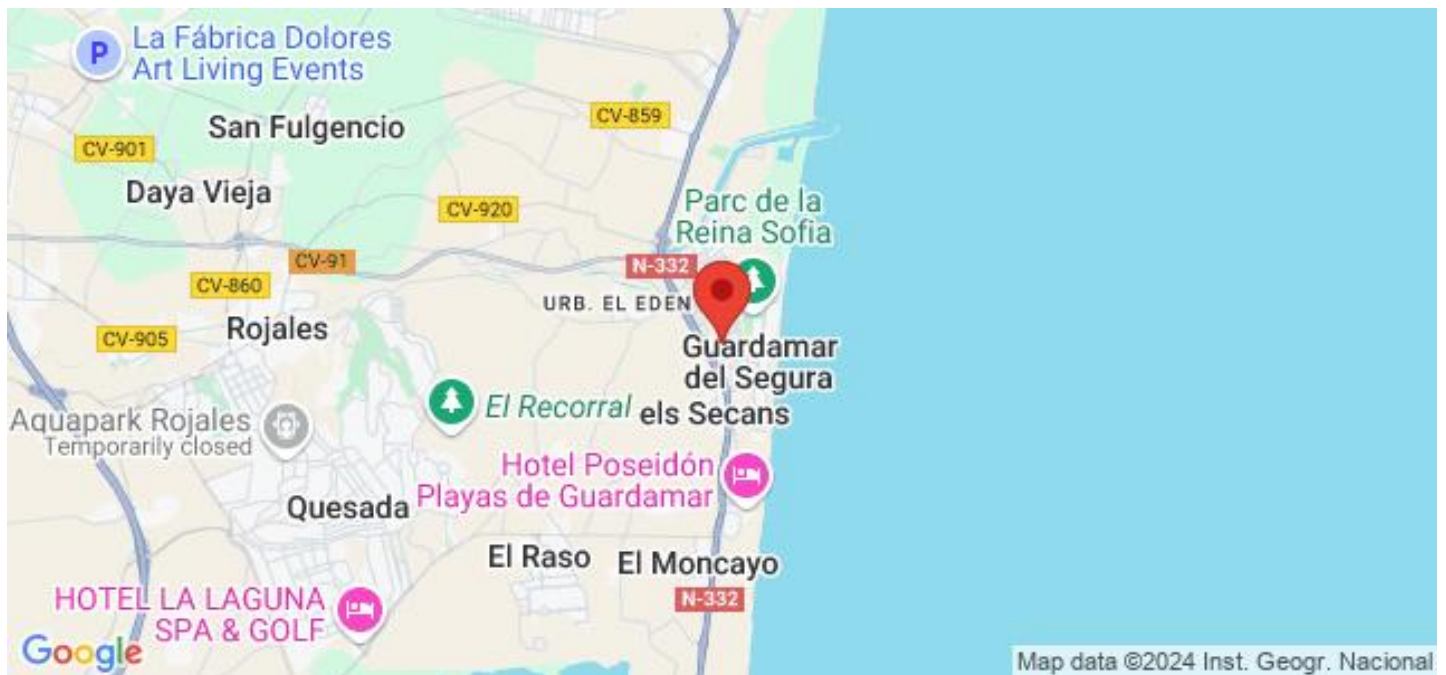 La Fábrica Dolores
Art Living Events
P
San Fulgencio
CV-859
CV-901
Daya Vieja
CV-920
Parc de la
Reina Sofia
CV-91
N-332
CV-860
URB. EL EDEN
Rojales
CV-905
Guardamar
del Segura
El Recorral
els Secans
Aquapark Rojales
Temporarily closed
Hotel Poseidón
Playas de Guardamar
Quesada
El Raso
El Moncayo
HOTEL LA LAGUNA
SPA & GOLF
N-332
Google
Map data ©2024 Inst. Geogr. Nacional